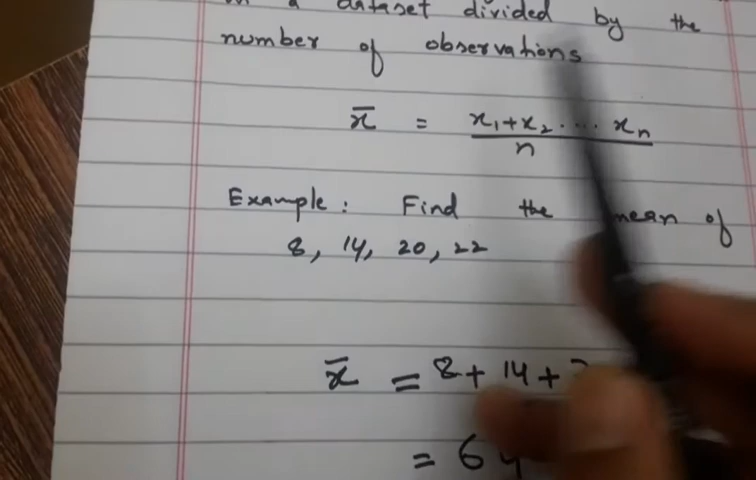 a dataset divided by the
number of observations
x̄ = x₁+x₂ .... xₙ
n
Example: Find the mean of
8, 14, 20, 22
x̄ = 8+ 14+
= 64